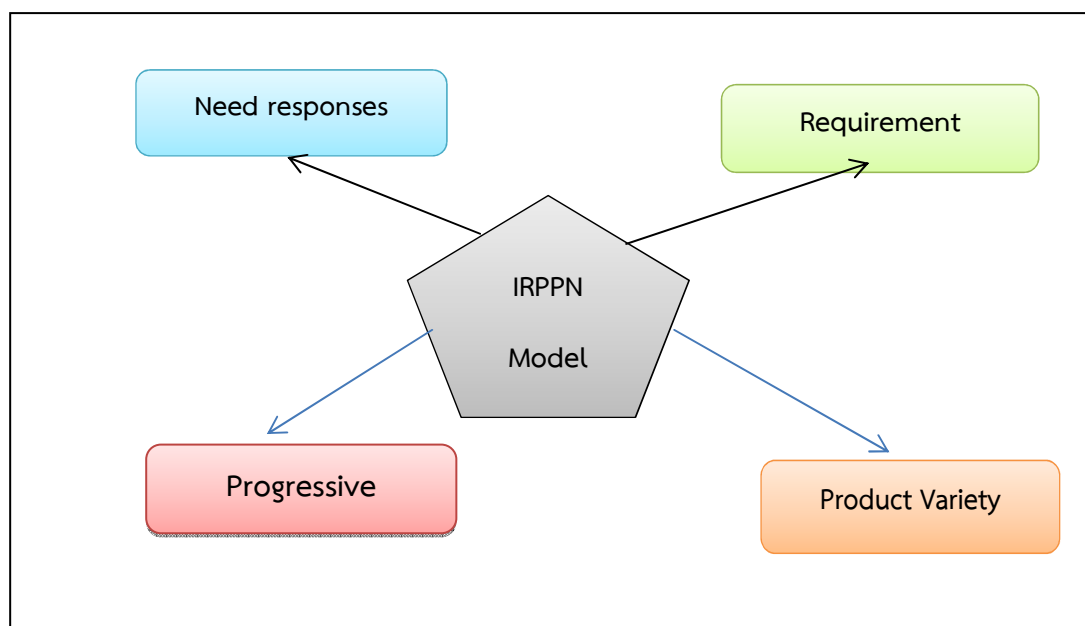 Need responses
Requirement
IRPPN
Model
Progressive
Product Variety